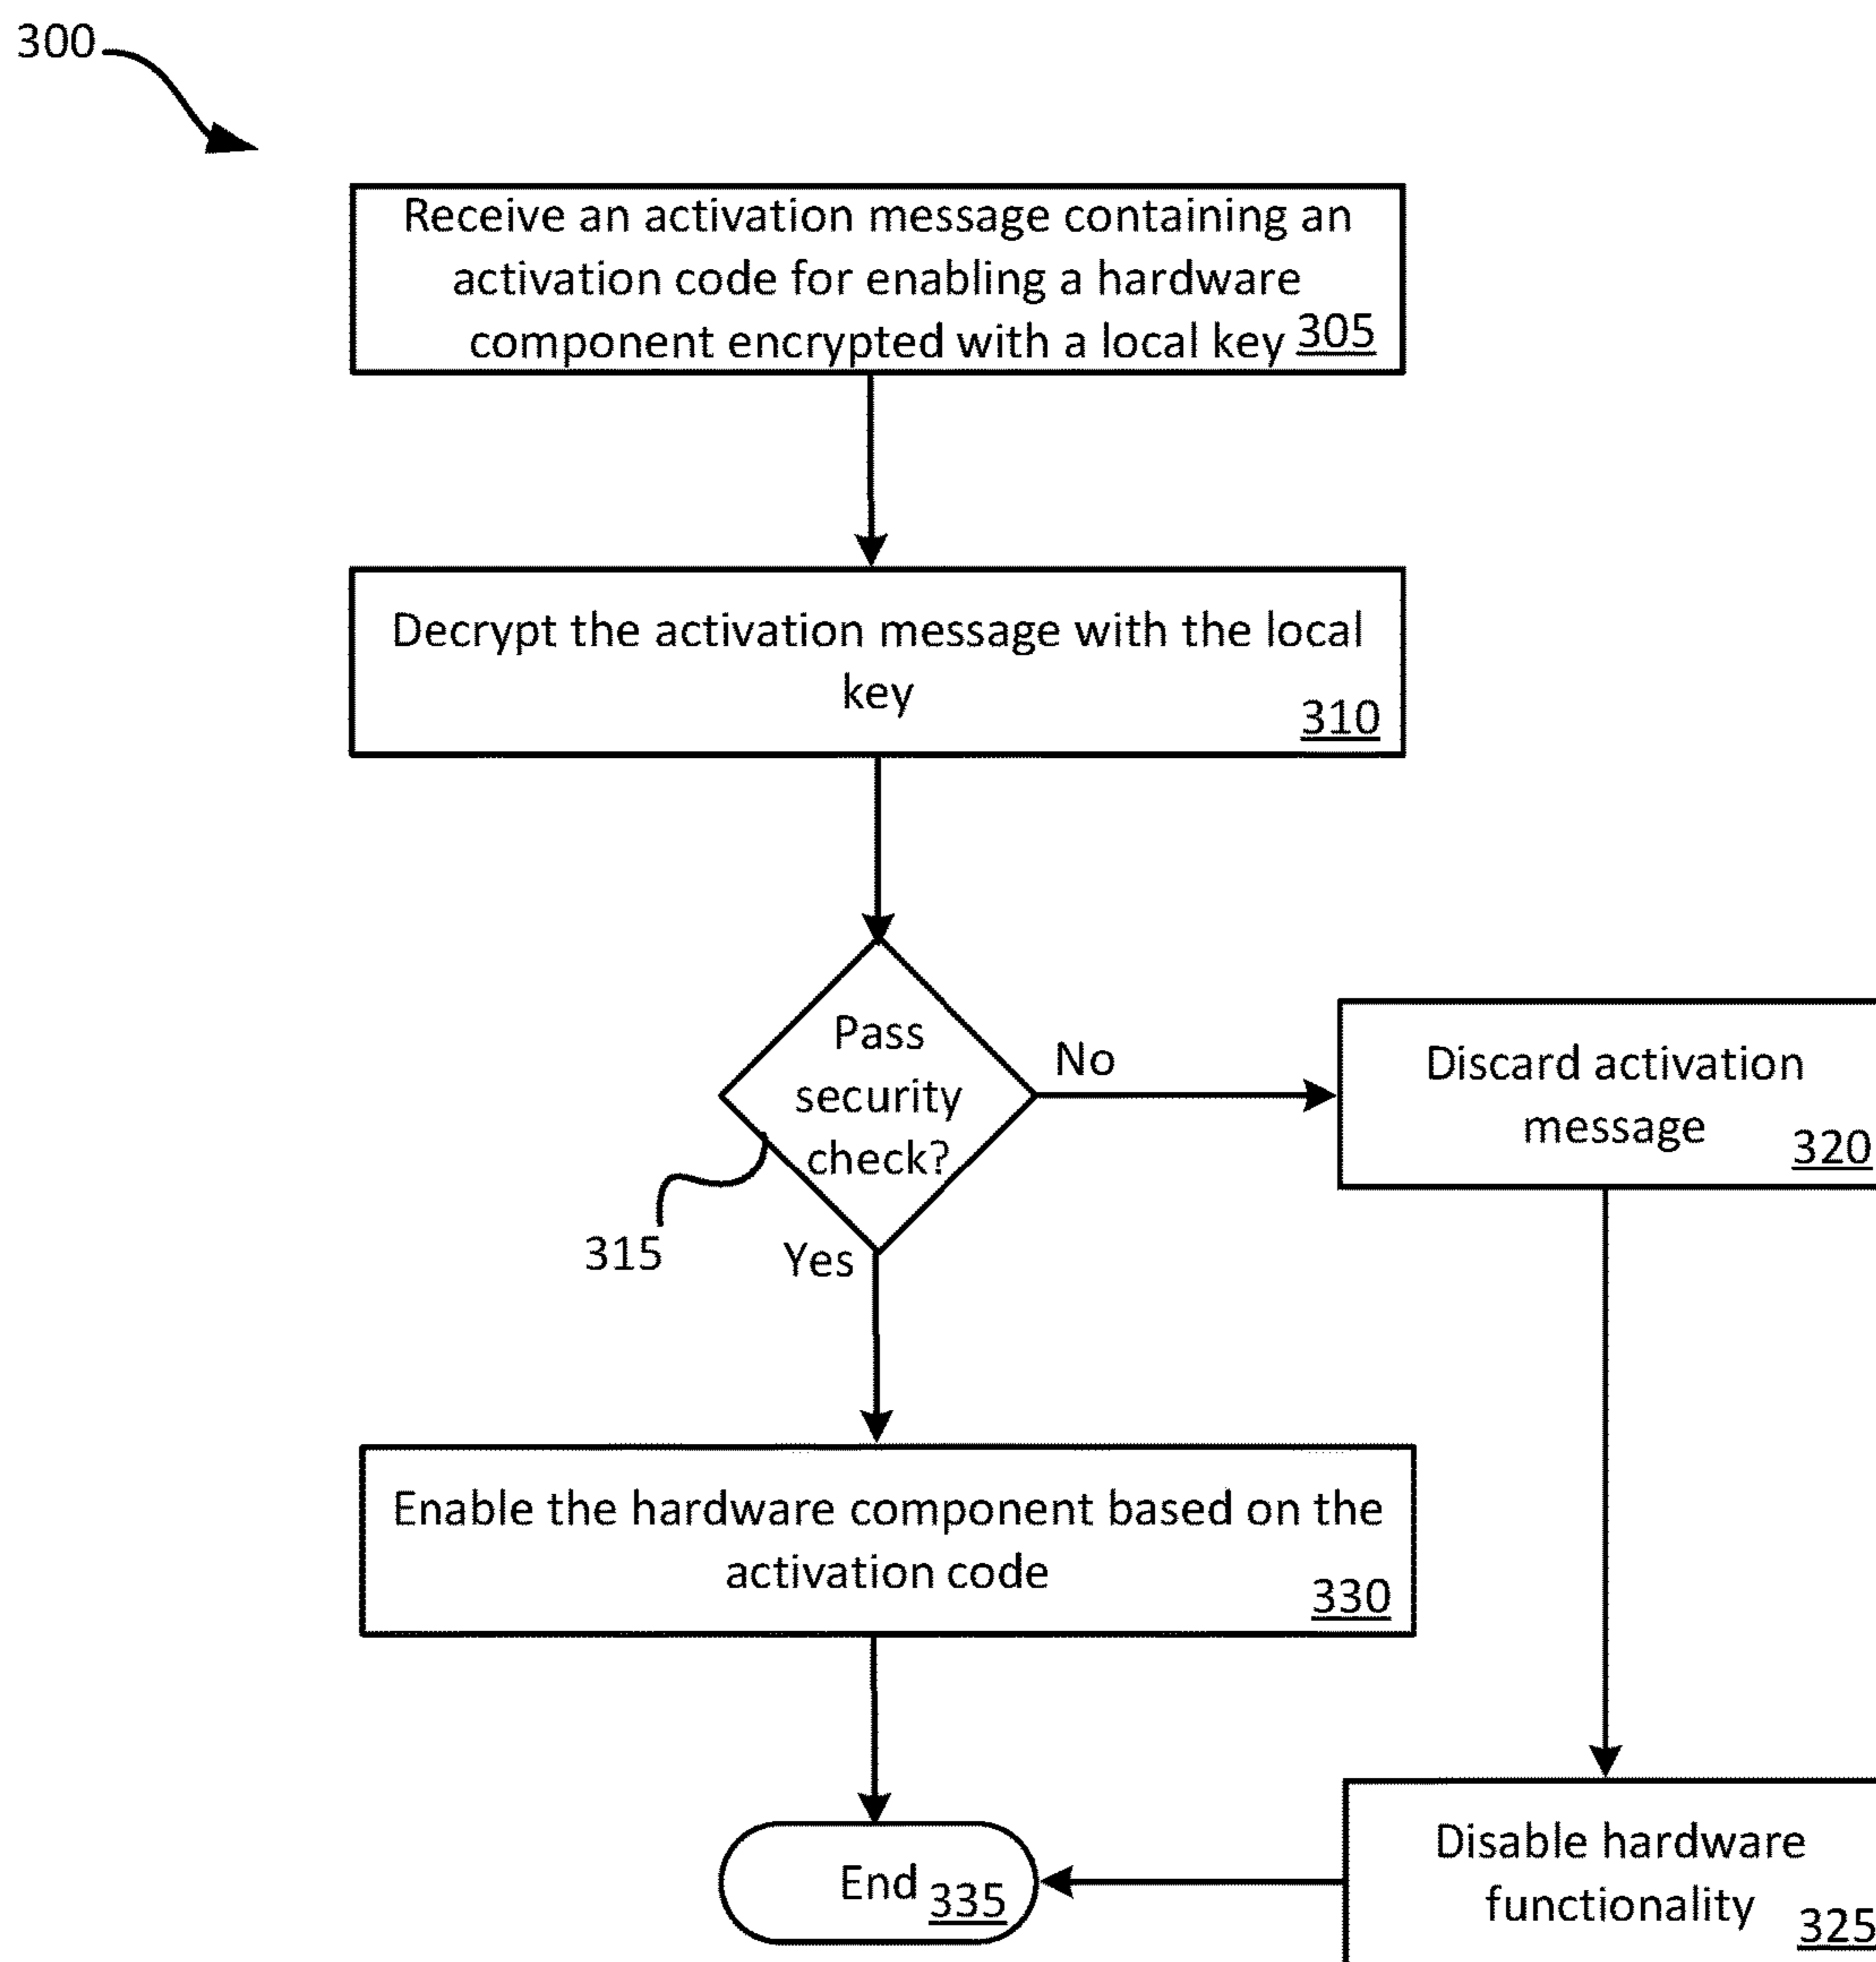 300
Receive an activation message containing an
activation code for enabling a hardware
component encrypted with a local key 305
Decrypt the activation message with the local
key
310
Pass
security
check?
No
Discard activation
message
320
315
Yes
Enable the hardware component based on the
activation code
330
Disable hardware
functionality
325
End 335